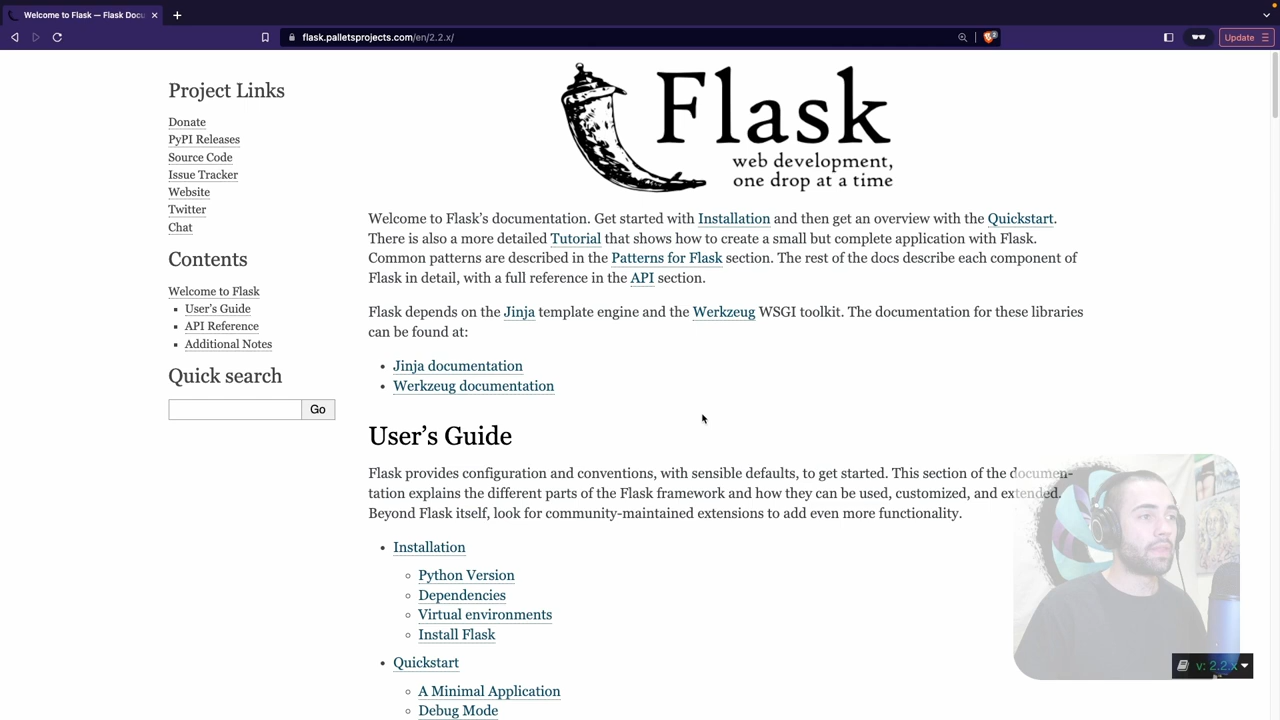 Welcome to Flask — Flask Docu
flask.palletsprojects.com/en/2.2.x/
Update
Project Links
Donate
PyPI Releases
Source Code
Issue Tracker
Website
Twitter
Chat
Contents
Welcome to Flask
User’s Guide
API Reference
Additional Notes
Quick search
Go
Flask
web development,
one drop at a time
Welcome to Flask’s documentation. Get started with Installation and then get an overview with the Quickstart.
There is also a more detailed Tutorial that shows how to create a small but complete application with Flask.
Common patterns are described in the Patterns for Flask section. The rest of the docs describe each component of
Flask in detail, with a full reference in the API section.
Flask depends on the Jinja template engine and the Werkzeug WSGI toolkit. The documentation for these libraries
can be found at:
Jinja documentation
Werkzeug documentation
User’s Guide
Flask provides configuration and conventions, with sensible defaults, to get started. This section of the documen-
tation explains the different parts of the Flask framework and how they can be used, customized, and extended.
Beyond Flask itself, look for community-maintained extensions to add even more functionality.
Installation
Python Version
Dependencies
Virtual environments
Install Flask
Quickstart
A Minimal Application
Debug Mode
v: 2.2.x